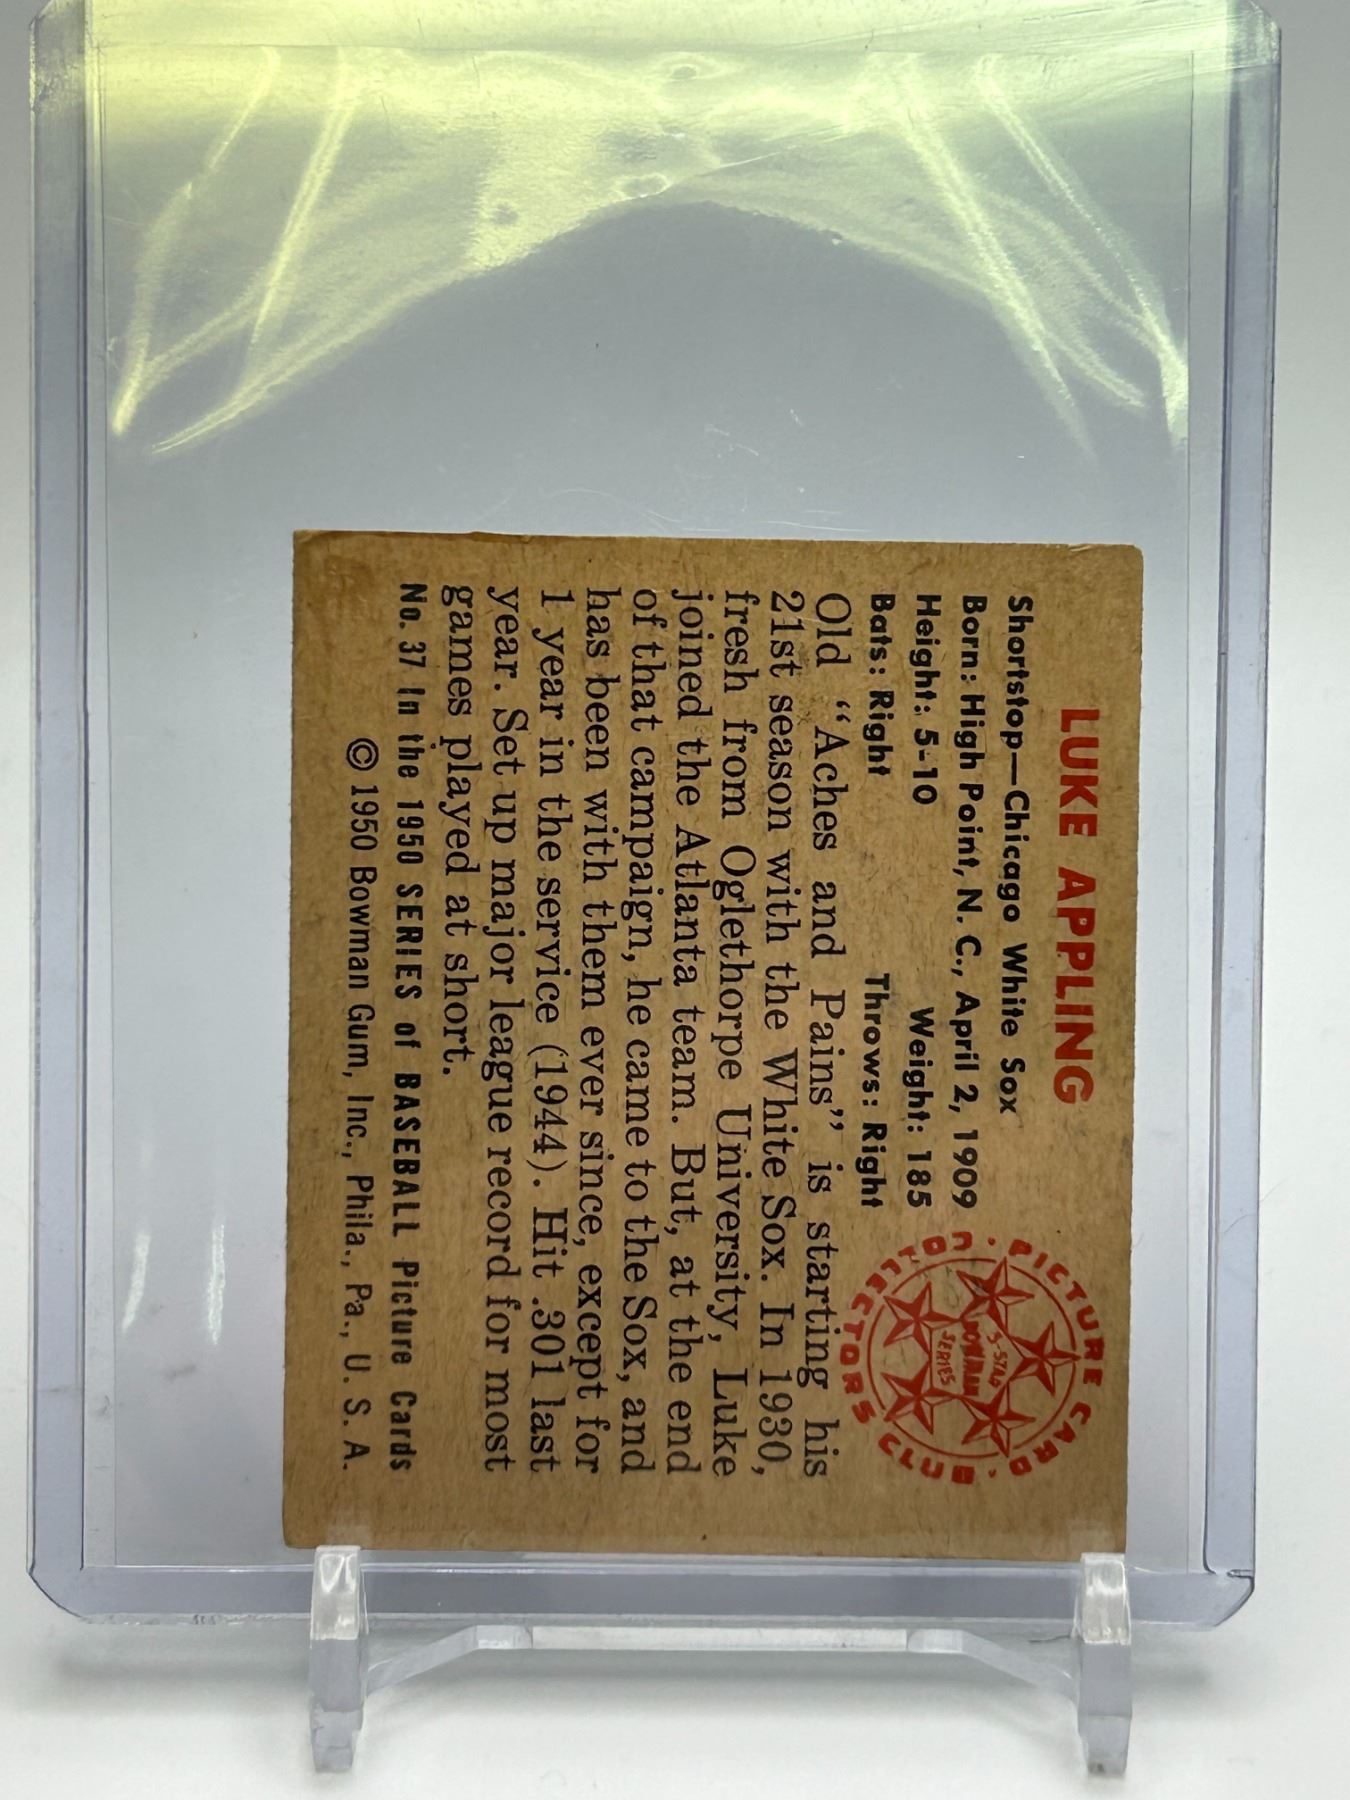 LUKE APPLING
Shortstop—Chicago White Sox
Born: High Point, N. C., April 2, 1909
Height: 5-10 Weight: 185
Bats: Right Throws: Right
Old "Aches and Pains" is starting his
21st season with the White Sox. In 1930,
fresh from Oglethorpe University, Luke
joined the Atlanta team. But, at the end
of that campaign, he came to the Sox, and
has been with them ever since, except for
1 year in the service (1944). Hit .301 last
year. Set up major league record for most
games played at short.
No. 37 in the 1950 SERIES of BASEBALL Picture Cards
© 1950 Bowman Gum, Inc., Phila., Pa., U. S. A.
PICTURE CARD COLLECTORS CLUB
5-STAR
BOWMAN
SERIES